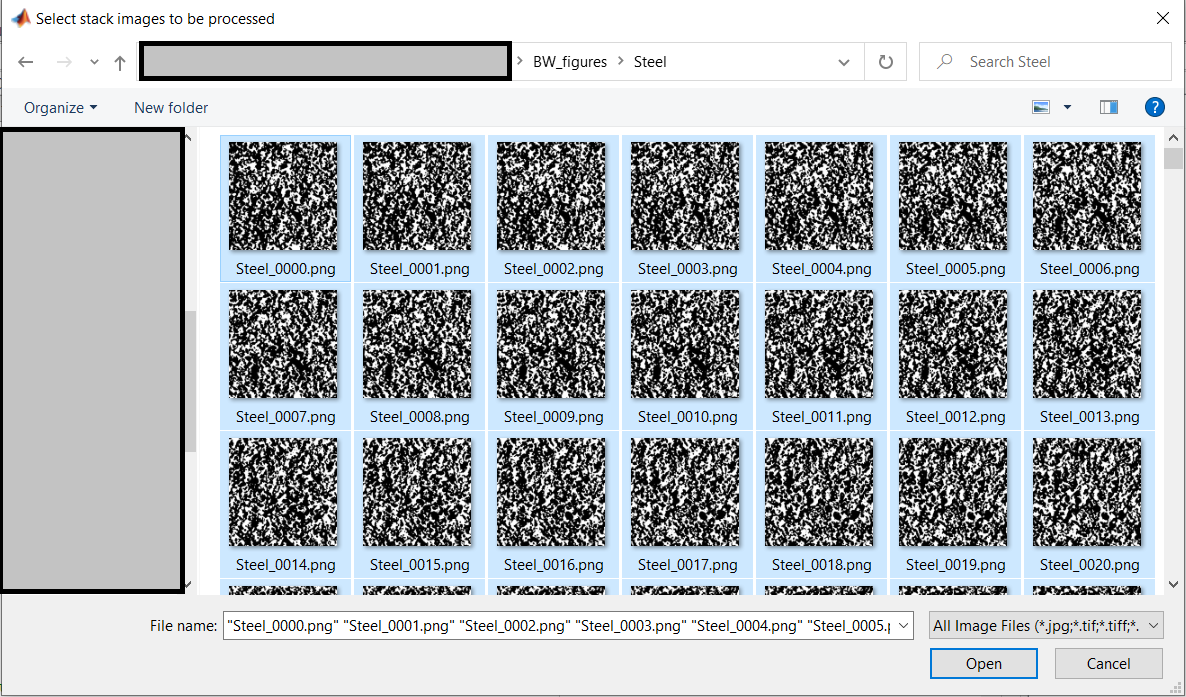 Select stack images to be processed
BW_figures > Steel
Search Steel
Organize
New folder
?
Steel_0000.png Steel_0001.png Steel_0002.png Steel_0003.png Steel_0004.png Steel_0005.png Steel_0006.png
Steel_0007.png Steel_0008.png Steel_0009.png Steel_0010.png Steel_0011.png Steel_0012.png Steel_0013.png
Steel_0014.png Steel_0015.png Steel_0016.png Steel_0017.png Steel_0018.png Steel_0019.png Steel_0020.png
File name: "Steel_0000.png" "Steel_0001.png" "Steel_0002.png" "Steel_0003.png" "Steel_0004.png" "Steel_0005.p
All Image Files (*.jpg;*.tif;*.tiff;*.
Open
Cancel